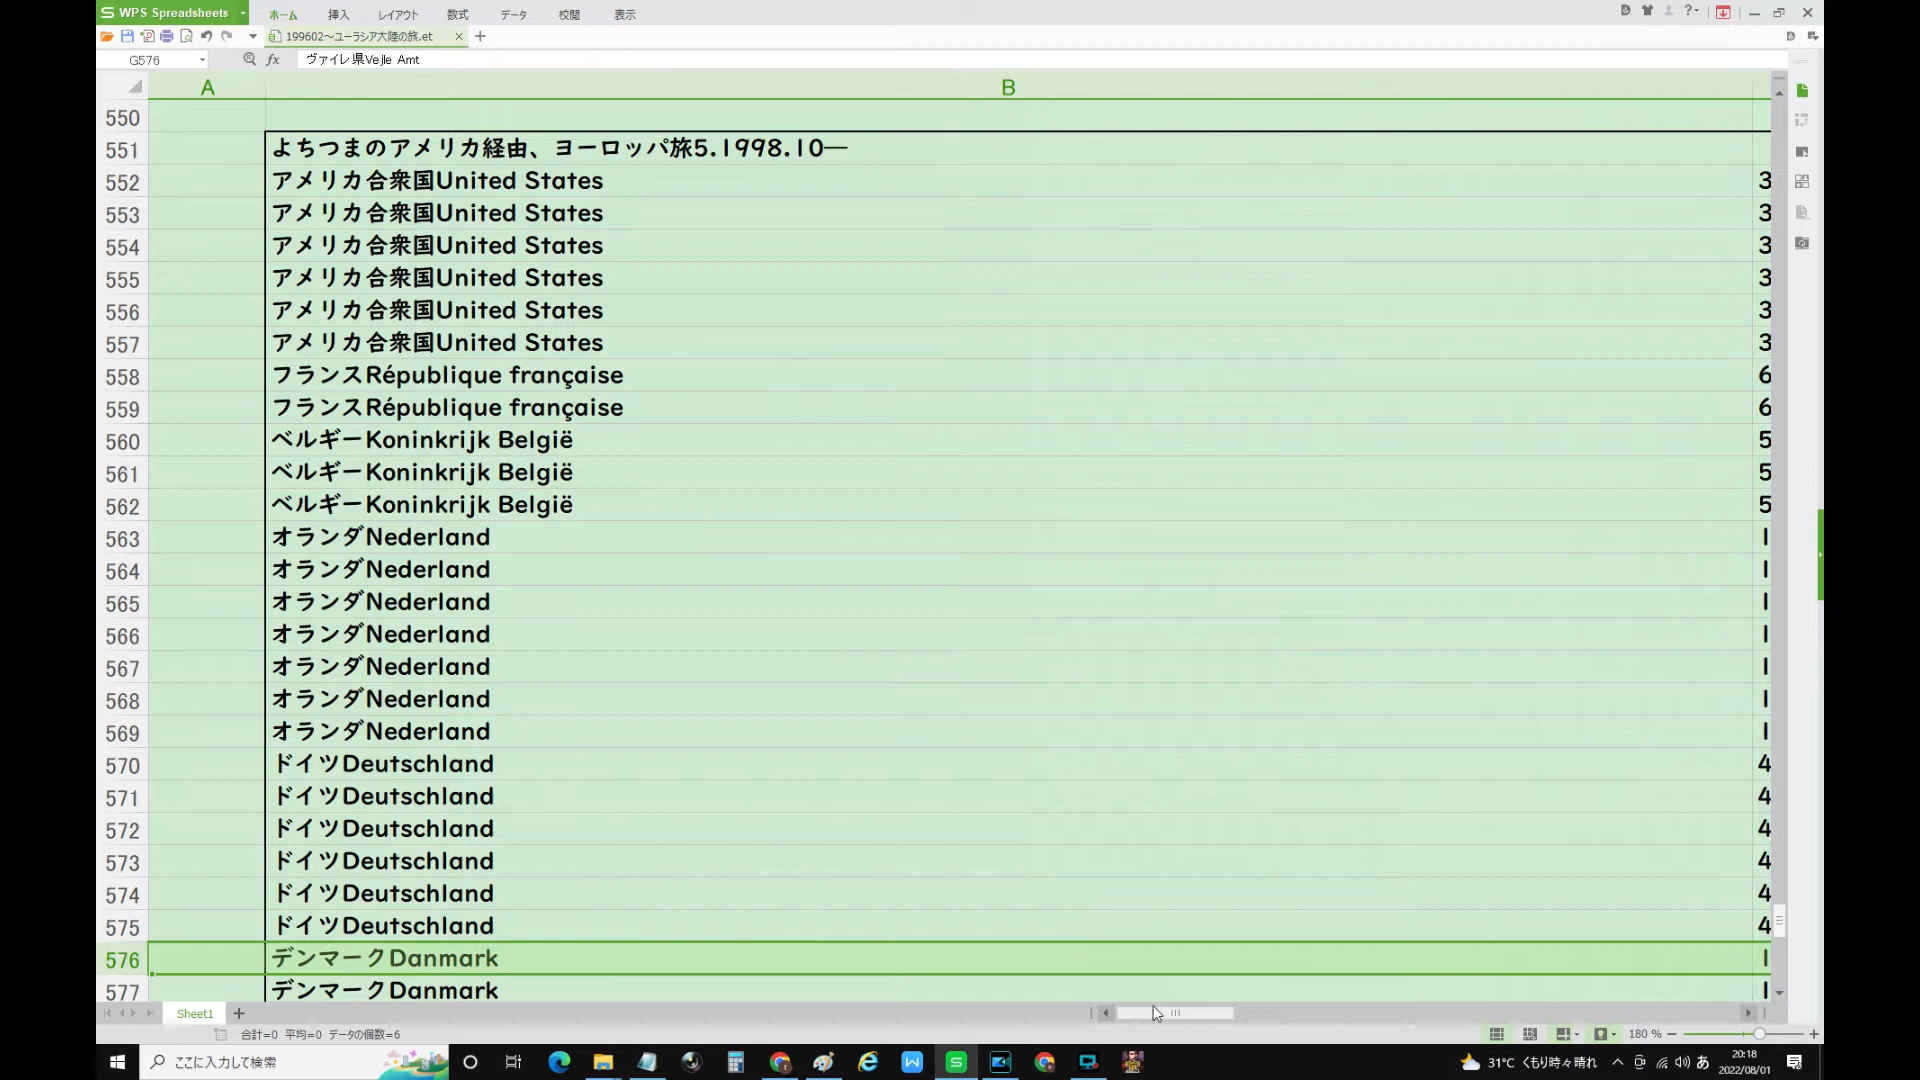 WPS Spreadsheets
ホーム 挿入 レイアウト 数式 データ 校閲 表示
199602～ユーラシア大陸の旅.et
G576 fx ヴァイレ県Vejle Amt
A B
550
551 よちつまのアメリカ経由、ヨーロッパ旅5.1998.10—
552 アメリカ合衆国United States 3
553 アメリカ合衆国United States 3
554 アメリカ合衆国United States 3
555 アメリカ合衆国United States 3
556 アメリカ合衆国United States 3
557 アメリカ合衆国United States 3
558 フランスRépublique française 6
559 フランスRépublique française 6
560 ベルギーKoninkrijk België 5
561 ベルギーKoninkrijk België 5
562 ベルギーKoninkrijk België 5
563 オランダNederland 1
564 オランダNederland 1
565 オランダNederland 1
566 オランダNederland 1
567 オランダNederland 1
568 オランダNederland 1
569 オランダNederland 1
570 ドイツDeutschland 4
571 ドイツDeutschland 4
572 ドイツDeutschland 4
573 ドイツDeutschland 4
574 ドイツDeutschland 4
575 ドイツDeutschland 4
576 デンマークDanmark 1
577 デンマークDanmark 1
Sheet1
合計=0 平均=0 データの個数=6
180 %
ここに入力して検索
31°C くもり時々晴れ
あ
20:18
2022/08/01